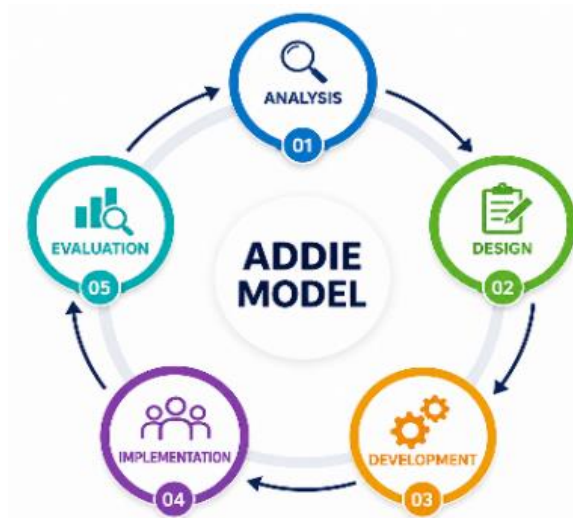 ANALYSIS
01
DESIGN
02
DEVELOPMENT
03
IMPLEMENTATION
04
EVALUATION
05
ADDIE
MODEL